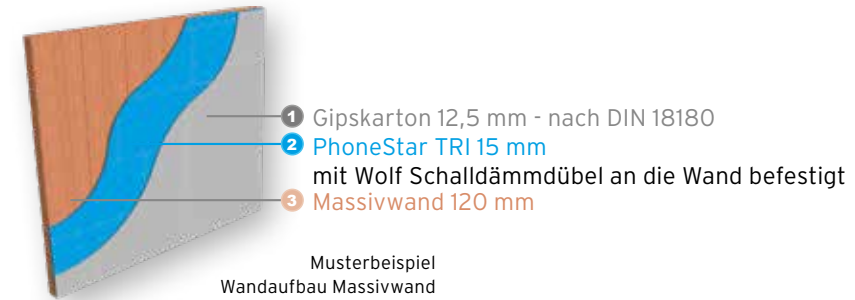 1 Gipskarton 12,5 mm - nach DIN 18180
2 PhoneStar TRI 15 mm
mit Wolf Schalldämmdübel an die Wand befestigt
3 Massivwand 120 mm
Musterbeispiel
Wandaufbau Massivwand